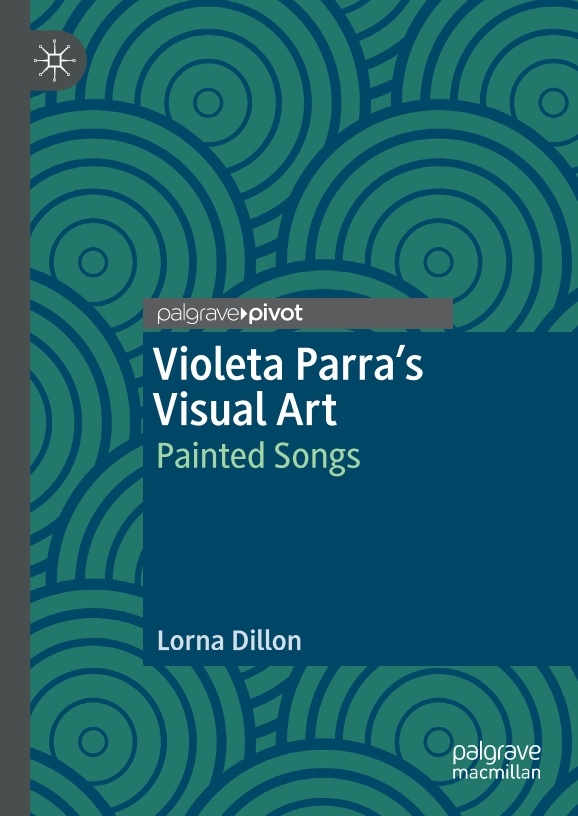 palgrave pivot
Violeta Parra’s
Visual Art
Painted Songs
Lorna Dillon
palgrave
macmillan